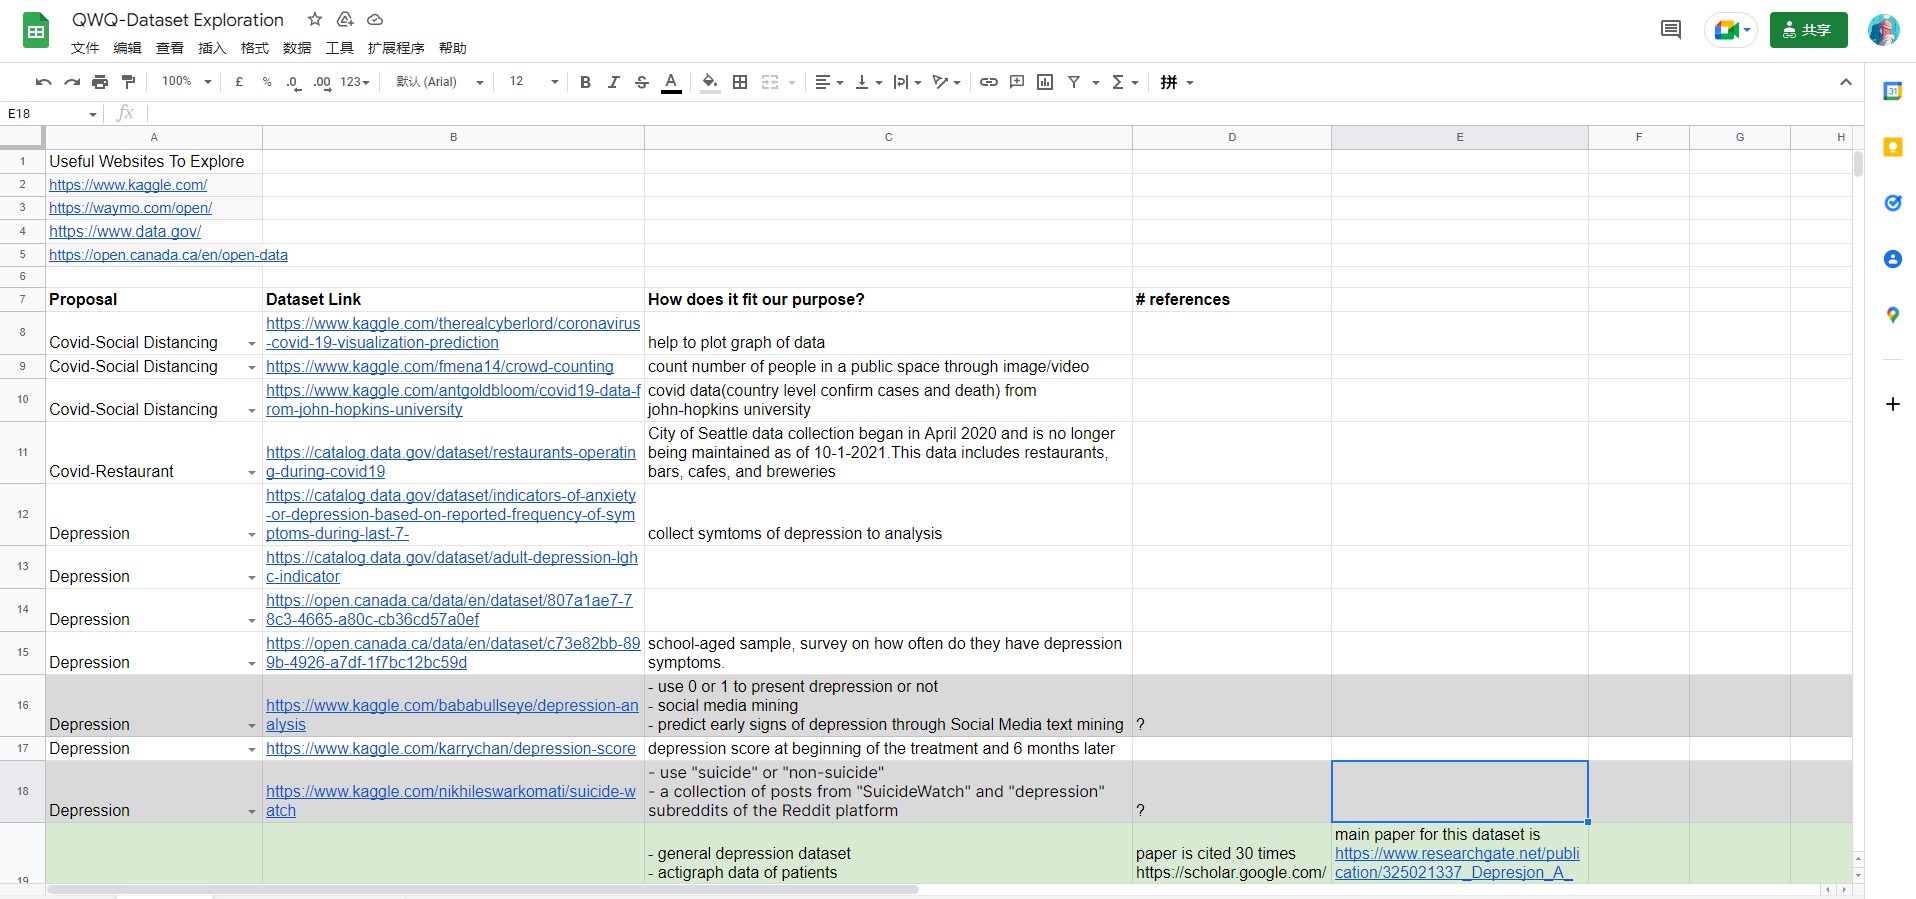 QWQ-Dataset Exploration
文件 编辑 查看 插入 格式 数据 工具 扩展程序 帮助
共享
100% £ % .0 .00 123 默认 (Arial) 12 B I S A 拼
31
E18 fx
A B C D E F G H
1 Useful Websites To Explore
2 https://www.kaggle.com/
3 https://waymo.com/open/
4 https://www.data.gov/
5 https://open.canada.ca/en/open-data
6
7 Proposal Dataset Link How does it fit our purpose? # references
8 Covid-Social Distancing
https://www.kaggle.com/therealcyberlord/coronavirus
-covid-19-visualization-prediction
help to plot graph of data
9 Covid-Social Distancing https://www.kaggle.com/fmena14/crowd-counting count number of people in a public space through image/video
10 Covid-Social Distancing
https://www.kaggle.com/antgoldbloom/covid19-data-f
rom-john-hopkins-university
covid data(country level confirm cases and death) from
john-hopkins university
11 Covid-Restaurant
https://catalog.data.gov/dataset/restaurants-operatin
g-during-covid19
City of Seattle data collection began in April 2020 and is no longer
being maintained as of 10-1-2021.This data includes restaurants,
bars, cafes, and breweries
12 Depression
https://catalog.data.gov/dataset/indicators-of-anxiety
-or-depression-based-on-reported-frequency-of-sym
ptoms-during-last-7-
collect symtoms of depression to analysis
13 Depression
https://catalog.data.gov/dataset/adult-depression-lgh
c-indicator
14 Depression
https://open.canada.ca/data/en/dataset/807a1ae7-7
8c3-4665-a80c-cb36cd57a0ef
15 Depression
https://open.canada.ca/data/en/dataset/c73e82bb-89
9b-4926-a7df-1f7bc12bc59d
school-aged sample, survey on how often do they have depression
symptoms.
16 Depression
https://www.kaggle.com/bababullseye/depression-an
alysis
- use 0 or 1 to present drepression or not
- social media mining
- predict early signs of depression through Social Media text mining
?
17 Depression https://www.kaggle.com/karrychan/depression-score depression score at beginning of the treatment and 6 months later
18 Depression
https://www.kaggle.com/nikhileswarkomati/suicide-w
atch
- use "suicide" or "non-suicide"
- a collection of posts from "SuicideWatch" and "depression"
subreddits of the Reddit platform
?
19
- general depression dataset
- actigraph data of patients
paper is cited 30 times
https://scholar.google.com/
main paper for this dataset is
https://www.researchgate.net/publi
cation/325021337_Depresjon_A_